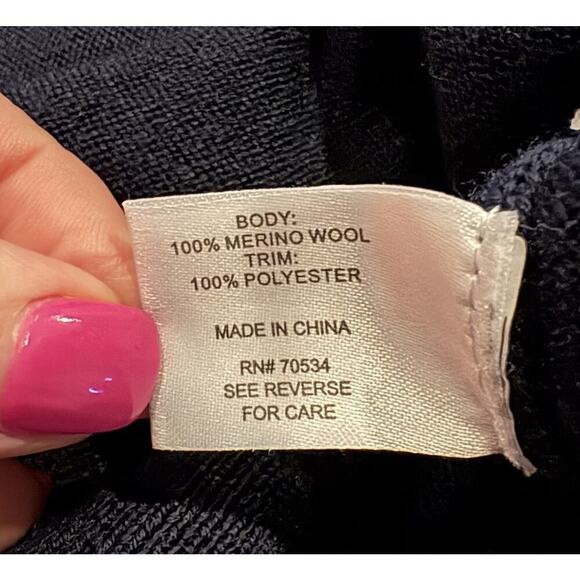 BODY:
100% MERINO WOOL
TRIM:
100% POLYESTER
MADE IN CHINA
RN# 70534
SEE REVERSE
FOR CARE